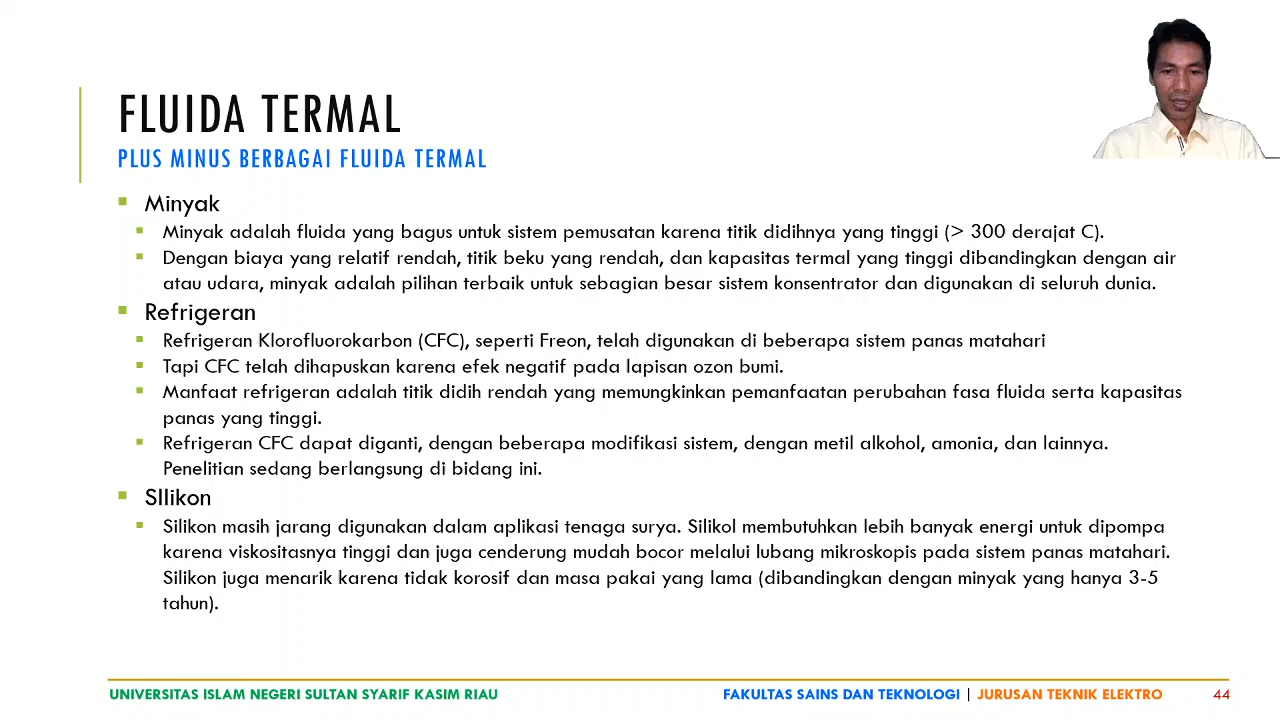 FLUIDA TERMAL
PLUS MINUS BERBAGAI FLUIDA TERMAL
Minyak
Minyak adalah fluida yang bagus untuk sistem pemusatan karena titik didihnya yang tinggi (> 300 derajat C).
Dengan biaya yang relatif rendah, titik beku yang rendah, dan kapasitas termal yang tinggi dibandingkan dengan air
atau udara, minyak adalah pilihan terbaik untuk sebagian besar sistem konsentrator dan digunakan di seluruh dunia.
Refrigeran
Refrigeran Klorofluorokarbon (CFC), seperti Freon, telah digunakan di beberapa sistem panas matahari
Tapi CFC telah dihapuskan karena efek negatif pada lapisan ozon bumi.
Manfaat refrigeran adalah titik didih rendah yang memungkinkan pemanfaatan perubahan fasa fluida serta kapasitas
panas yang tinggi.
Refrigeran CFC dapat diganti, dengan beberapa modifikasi sistem, dengan metil alkohol, amonia, dan lainnya.
Penelitian sedang berlangsung di bidang ini.
SIlikon
Silikon masih jarang digunakan dalam aplikasi tenaga surya. Silikol membutuhkan lebih banyak energi untuk dipompa
karena viskositasnya tinggi dan juga cenderung mudah bocor melalui lubang mikroskopis pada sistem panas matahari.
Silikon juga menarik karena tidak korosif dan masa pakai yang lama (dibandingkan dengan minyak yang hanya 3-5
tahun).
UNIVERSITAS ISLAM NEGERI SULTAN SYARIF KASIM RIAU
FAKULTAS SAINS DAN TEKNOLOGI | JURUSAN TEKNIK ELEKTRO
44